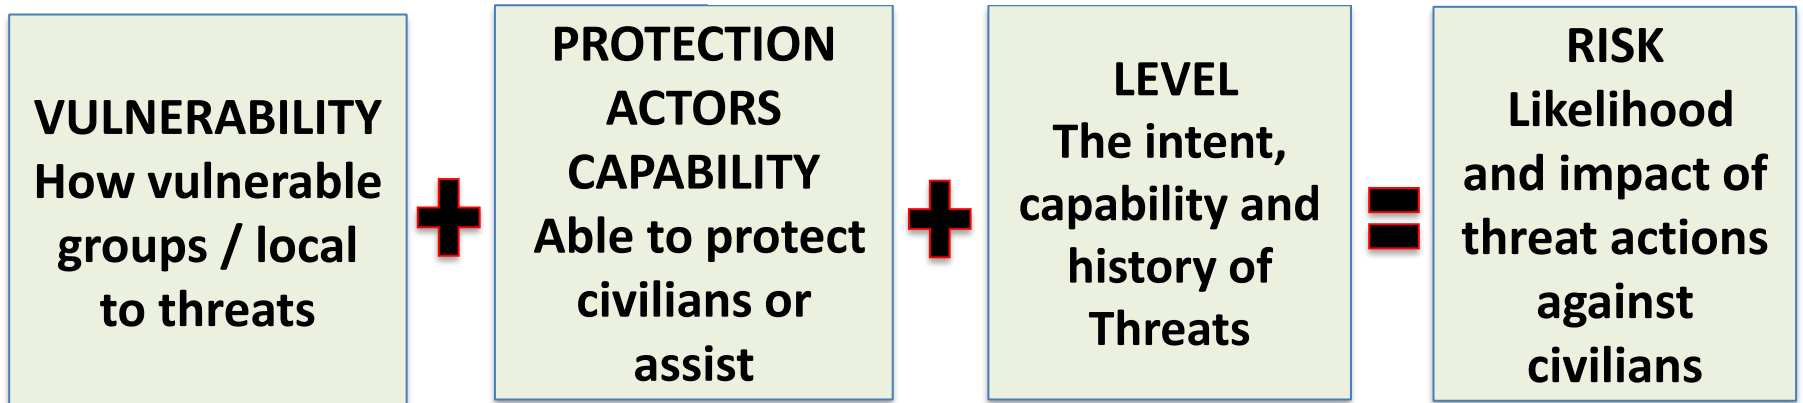 VULNERABILITY
How vulnerable
groups / local
to threats
PROTECTION
ACTORS
CAPABILITY
Able to protect
civilians or
assist
LEVEL
The intent,
capability and
history of
Threats
RISK
Likelihood
and impact of
threat actions
against
civilians